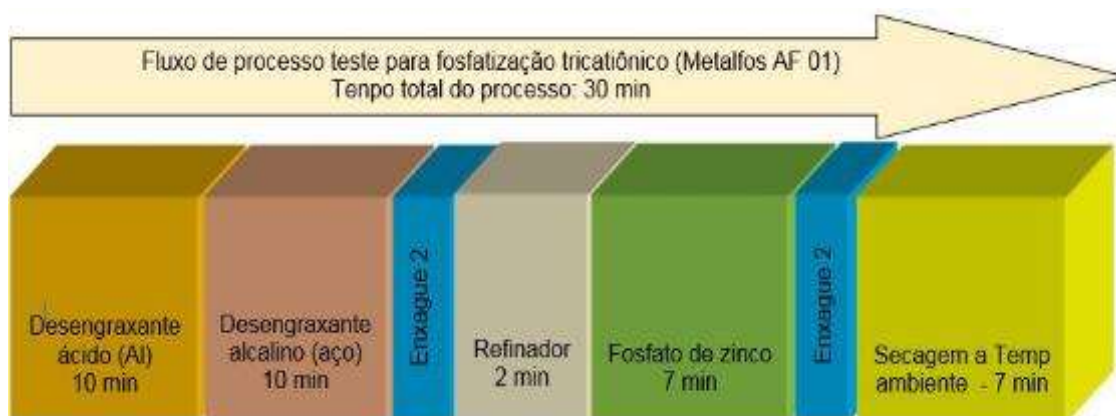 Fluxo de processo teste para fosfatização tricatiônico (Metalfos AF 01)
Tenpo total do processo: 30 min
Desengraxante
ácido (Al)
10 min
Desengraxante
alcalino (aço)
10 min
Enxague 2
Refinador
2 min
Fosfato de zinco
7 min
Enxague 2
Secagem a Temp
ambiente - 7 min